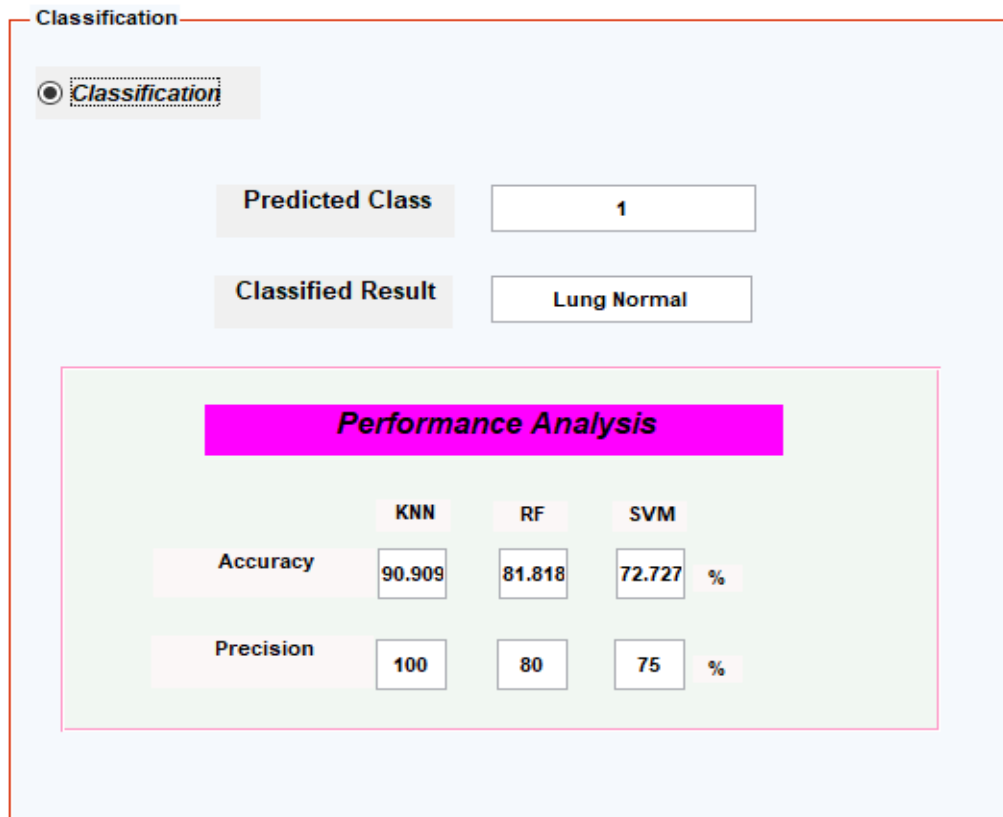 Classification
Classification
Predicted Class 1
Classified Result Lung Normal
Performance Analysis
KNN RF SVM
Accuracy 90.909 81.818 72.727 %
Precision 100 80 75 %